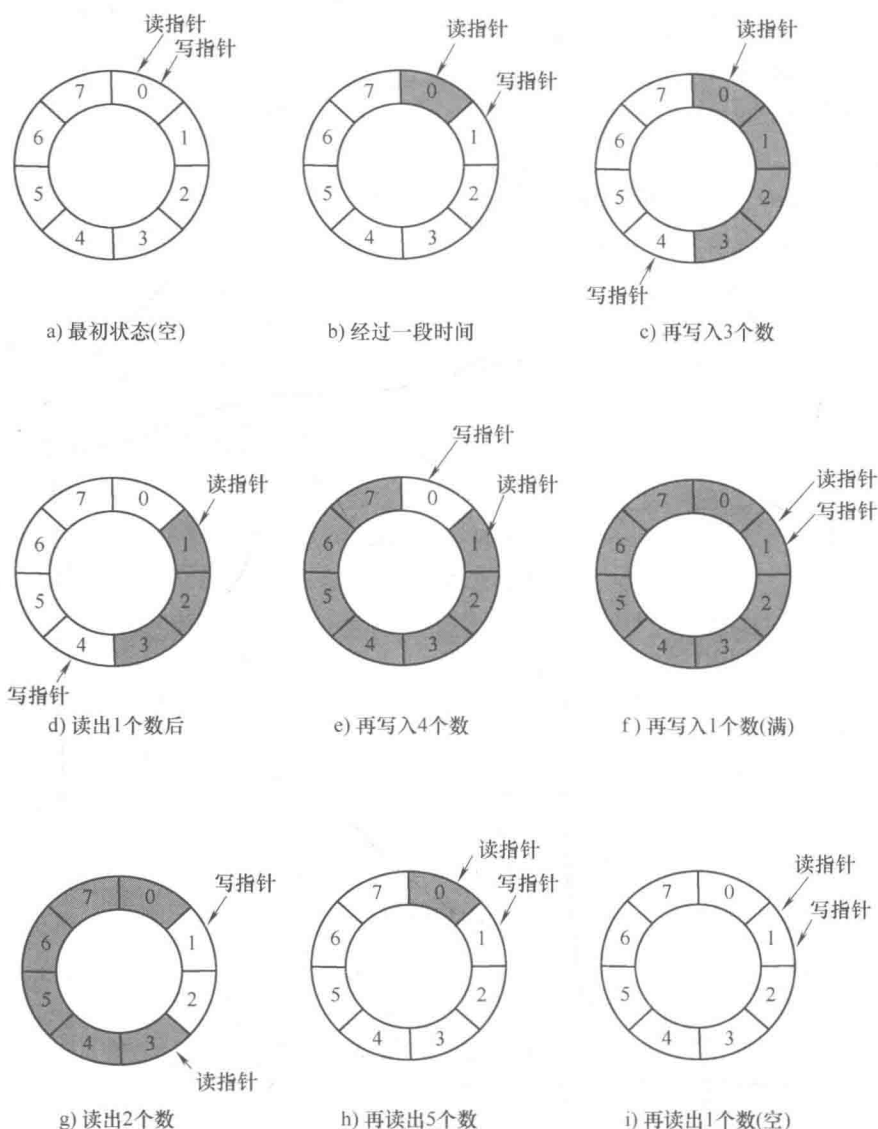 读指针
写指针
7 0
6 1
5 2
4 3
a) 最初状态(空)
读指针
写指针
7 0
6 1
5 2
4 3
b) 经过一段时间
读指针
7 0
6 1
5 2
4 3
写指针
c) 再写入3个数
读指针
7 0
6 1
5 2
4 3
写指针
d) 读出1个数后
写指针
读指针
7 0
6 1
5 2
4 3
e) 再写入4个数
读指针
写指针
7 0
6 1
5 2
4 3
f) 再写入1个数(满)
写指针
7 0
6 1
5 2
4 3
读指针
g) 读出2个数
读指针
写指针
7 0
6 1
5 2
4 3
h) 再读出5个数
读指针
写指针
7 0
6 1
5 2
4 3
i) 再读出1个数(空)